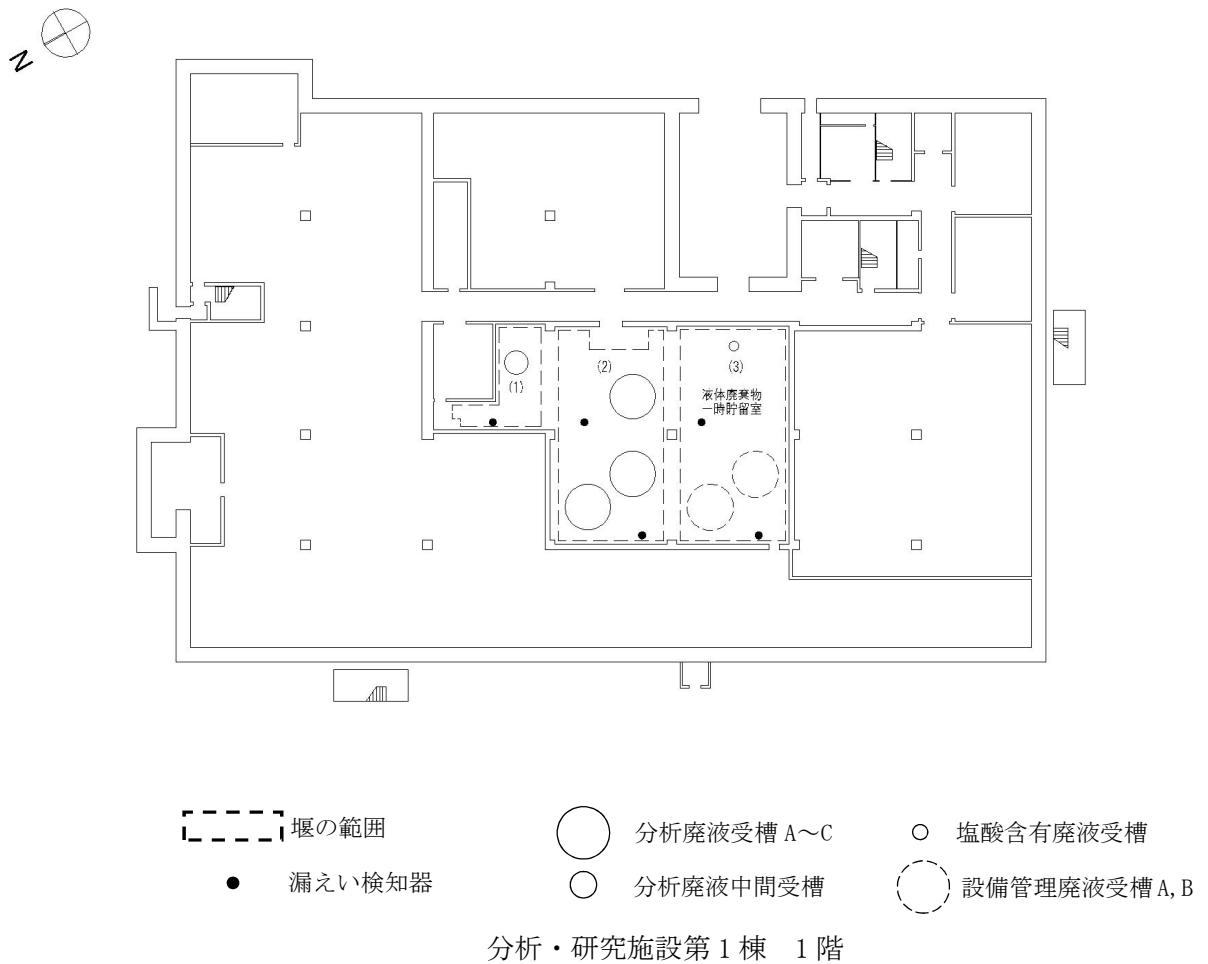 N
(1)
(2)
(3)
液体廃棄物
一時貯留室
堰の範囲
分析廃液受槽 A～C
塩酸含有廃液受槽
漏えい検知器
分析廃液中間受槽
設備管理廃液受槽 A, B
分析・研究施設第１棟　１階